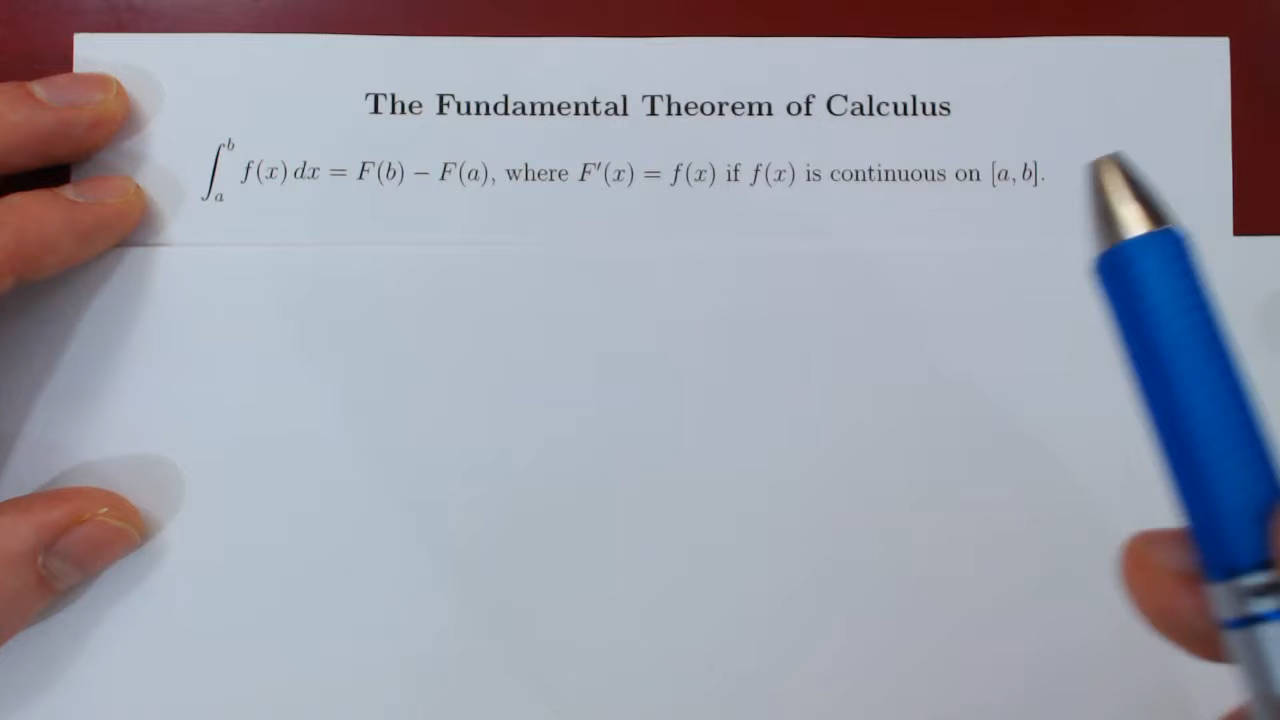 The Fundamental Theorem of Calculus
∫_a^b f(x) dx = F(b) − F(a), where F′(x) = f(x) if f(x) is continuous on [a, b].